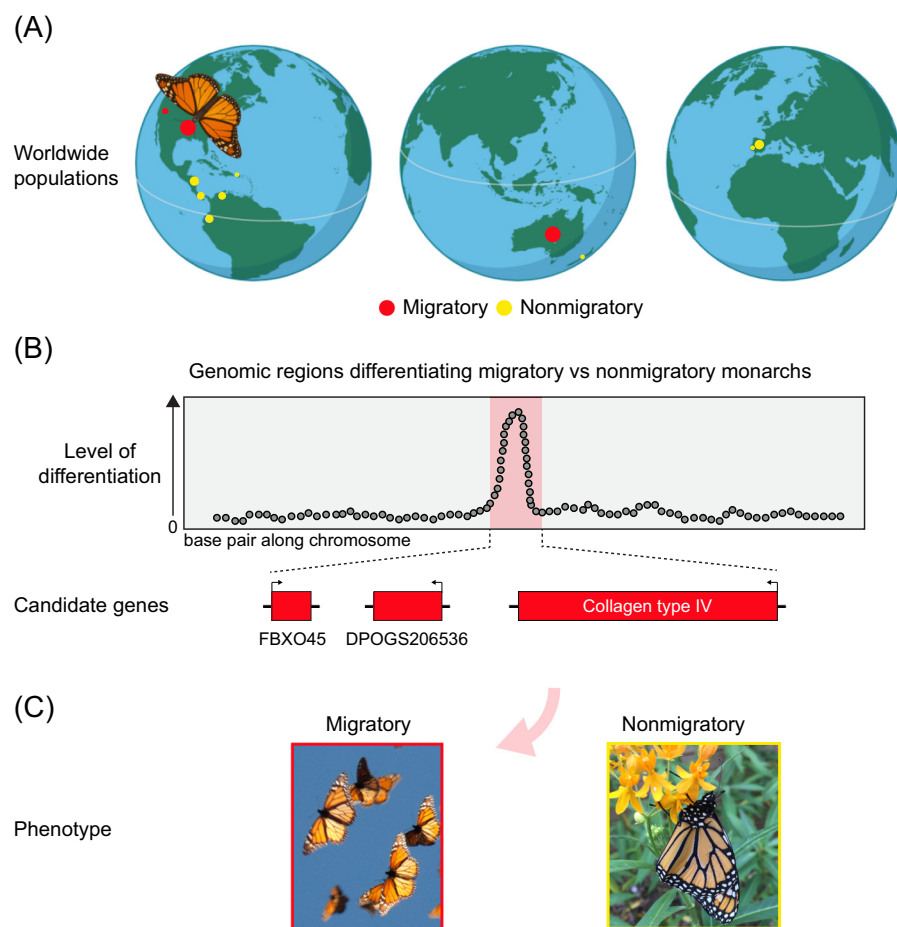 (A)
Worldwide
populations
Migratory Nonmigratory
(B)
Genomic regions differentiating migratory vs nonmigratory monarchs
Level of
differentiation
0
base pair along chromosome
Candidate genes
Collagen type IV
FBXO45 DPOGS206536
(C)
Migratory Nonmigratory
Phenotype